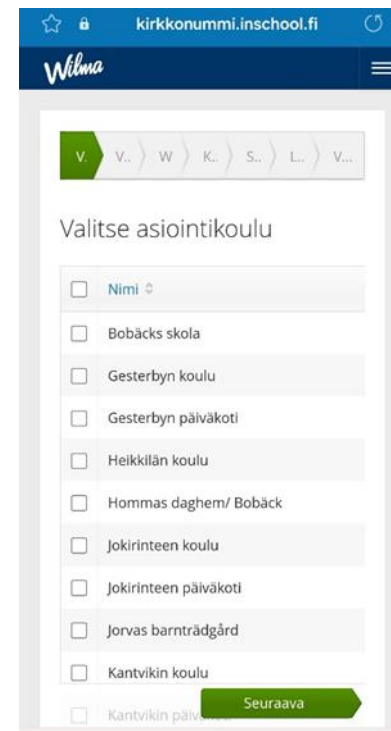 kirkkonummi.inschool.fi
Wilma
V. V.. W K.. S.. L.. V...
Valitse asiointikoulu
Nimi
Bobäcks skola
Gesterbyn koulu
Gesterbyn päiväkoti
Heikkilän koulu
Hommas daghem/ Bobäck
Jokirinteen koulu
Jokirinteen päiväkoti
Jorvas barnträdgård
Kantvikin koulu
Seuraava
Kantvikin